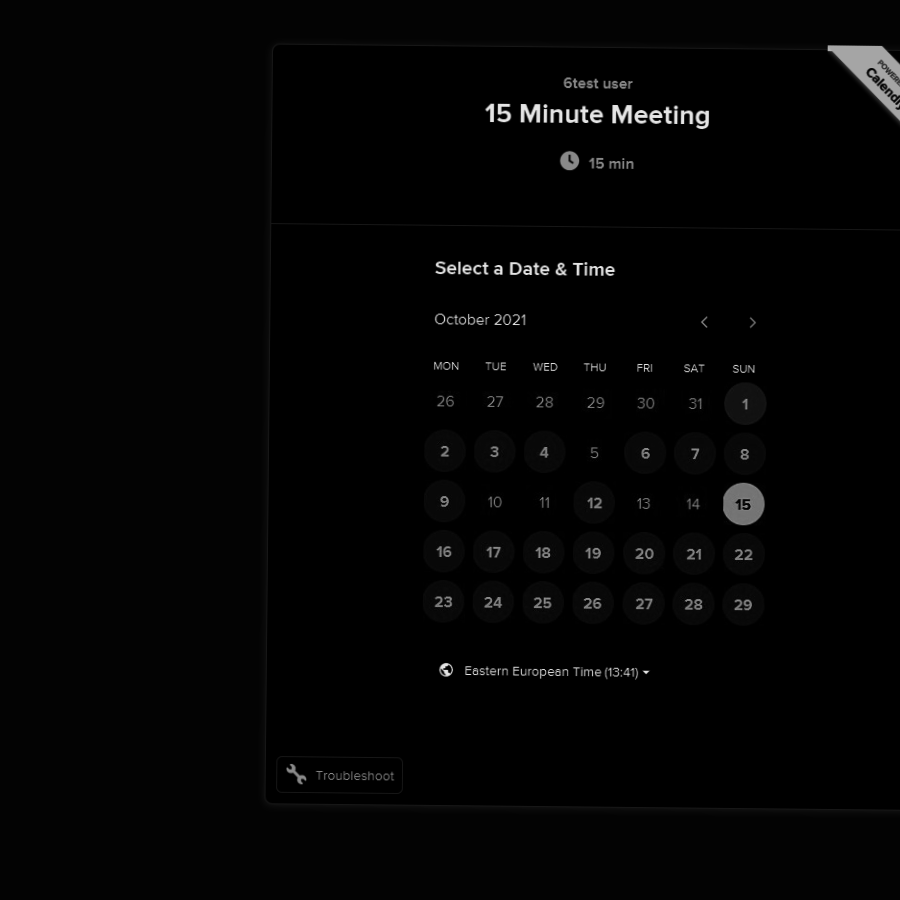 6test user
15 Minute Meeting
15 min
Calendly
Select a Date & Time
October 2021
MON TUE WED THU FRI SAT SUN
26 27 28 29 30 31 1
2 3 4 5 6 7 8
9 10 11 12 13 14 15
16 17 18 19 20 21 22
23 24 25 26 27 28 29
Eastern European Time (13:41)
Troubleshoot